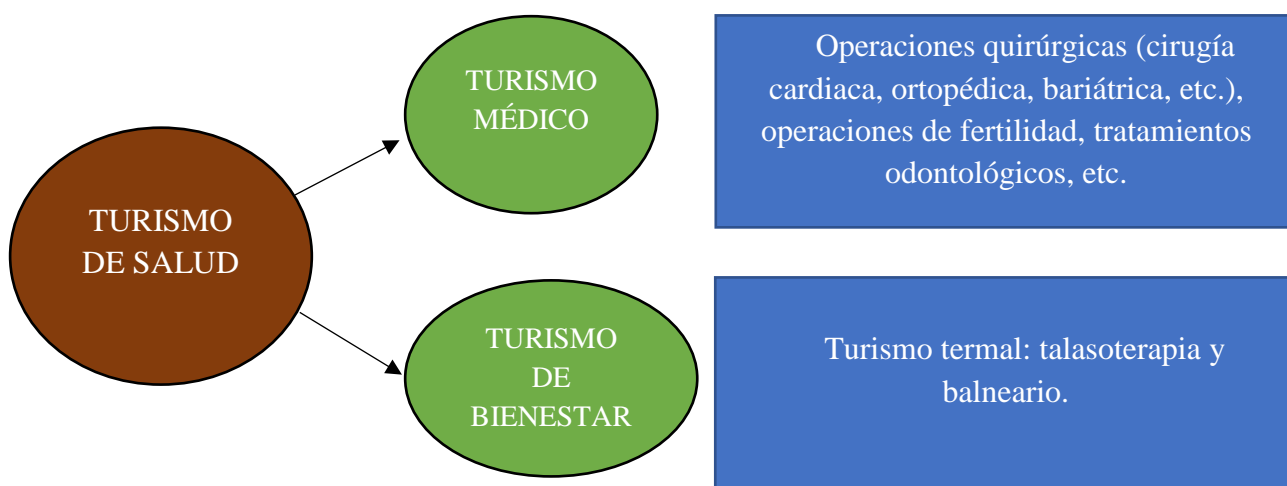 TURISMO
DE SALUD
TURISMO
MÉDICO
Operaciones quirúrgicas (cirugía
cardiaca, ortopédica, bariátrica, etc.),
operaciones de fertilidad, tratamientos
odontológicos, etc.
TURISMO
DE
BIENESTAR
Turismo termal: talasoterapia y
balneario.